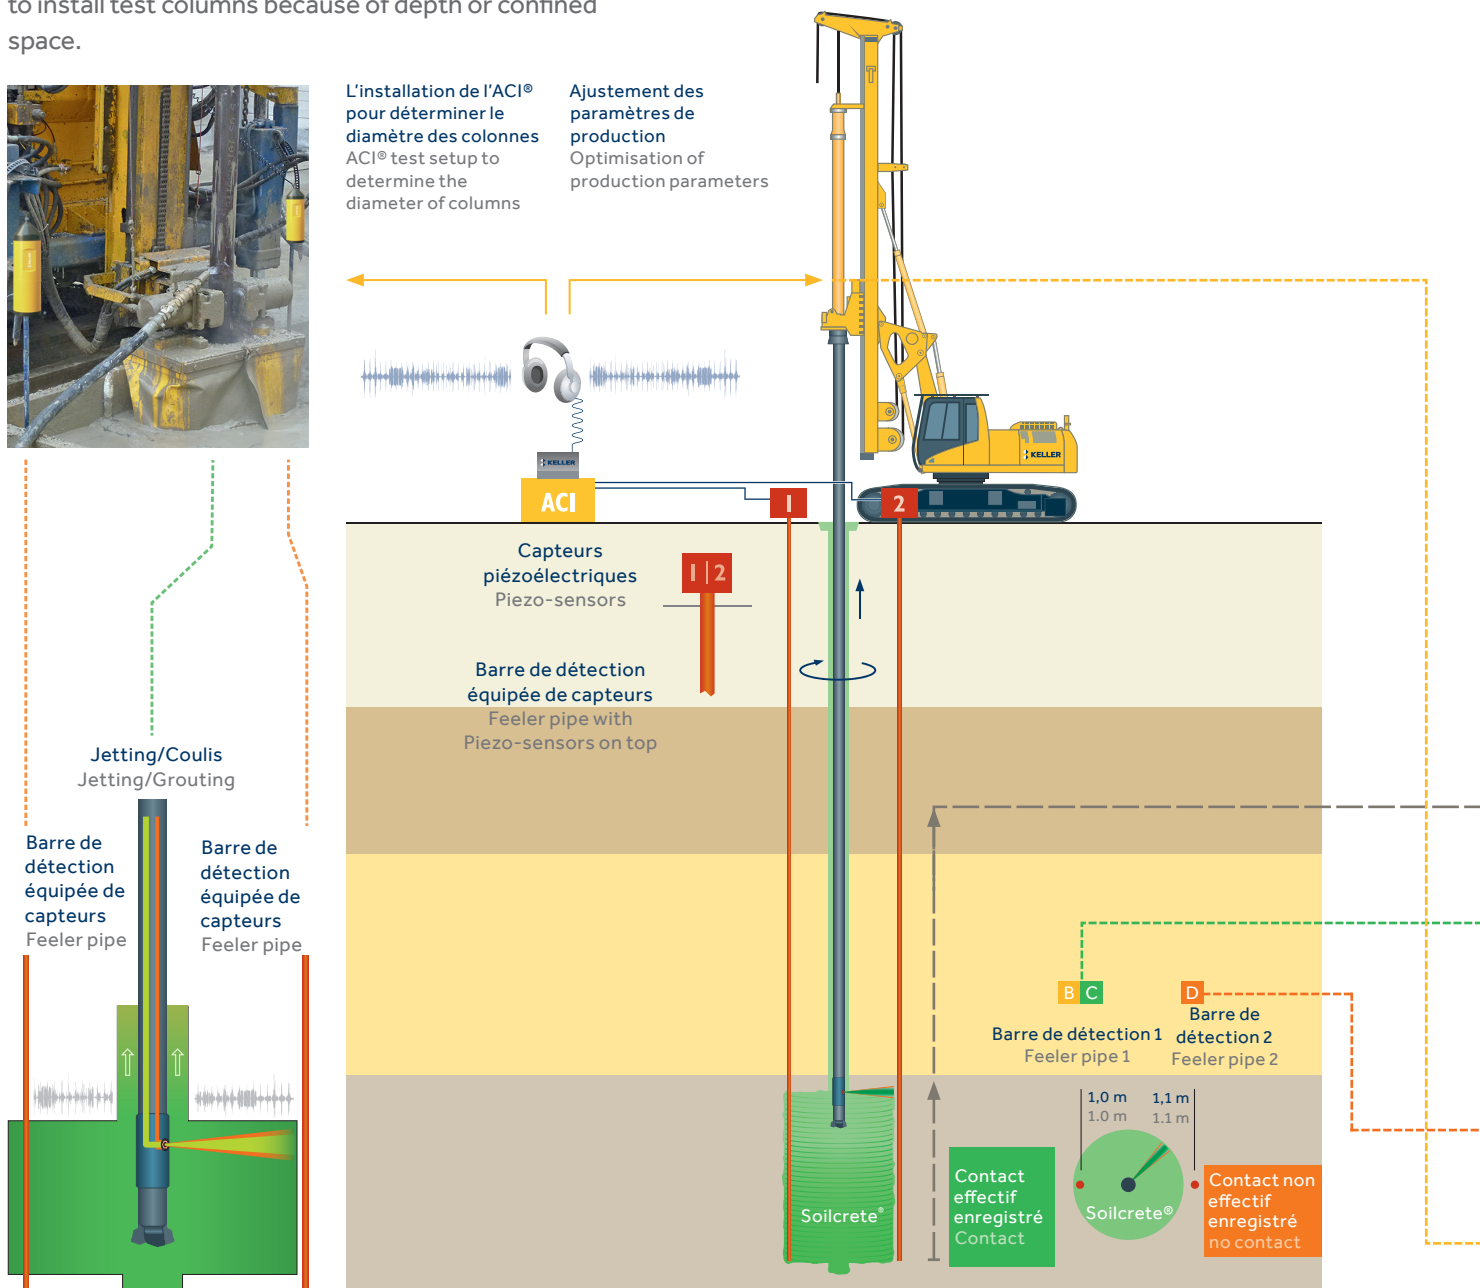 to install test columns because of depth or confined
space.
L’installation de l’ACI®
pour déterminer le
diamètre des colonnes
ACI® test setup to
determine the
diameter of columns
Ajustement des
paramètres de
production
Optimisation of
production parameters
KELLER
ACI
1
2
KELLER
Capteurs
piézoélectriques
Piezo-sensors
1|2
Barre de détection
équipée de capteurs
Feeler pipe with
Piezo-sensors on top
Jetting/Coulis
Jetting/Grouting
Barre de
détection
équipée de
capteurs
Feeler pipe
Barre de
détection
équipée de
capteurs
Feeler pipe
B C
Barre de détection 1
Feeler pipe 1
D
Barre de
détection 2
Feeler pipe 2
1,0 m
1.0 m
1,1 m
1.1 m
Soilcrete®
Contact
effectif
enregistré
Contact
Soilcrete®
Contact non
effectif
enregistré
no contact